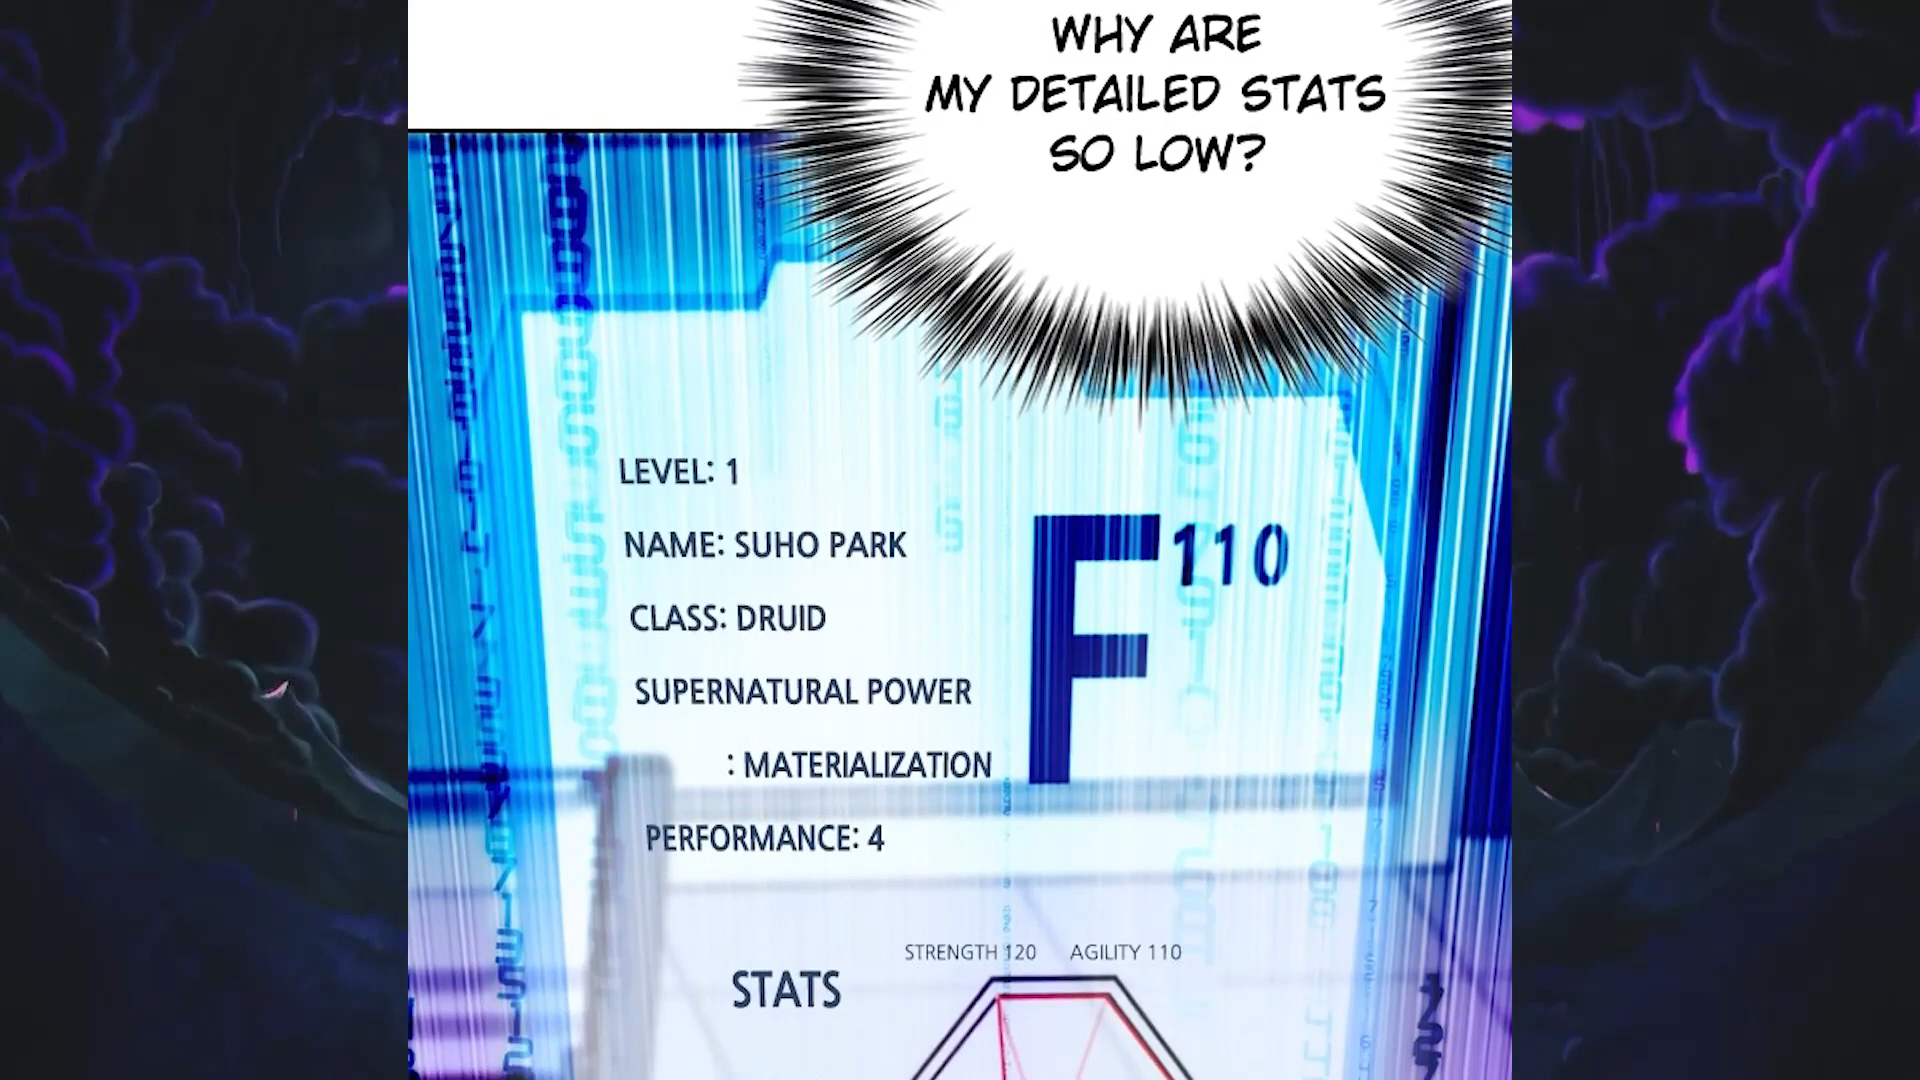 WHY ARE
MY DETAILED STATS
SO LOW?
LEVEL: 1
NAME: SUHO PARK
CLASS: DRUID
SUPERNATURAL POWER
: MATERIALIZATION
PERFORMANCE: 4
F110
STRENGTH 120 AGILITY 110
STATS